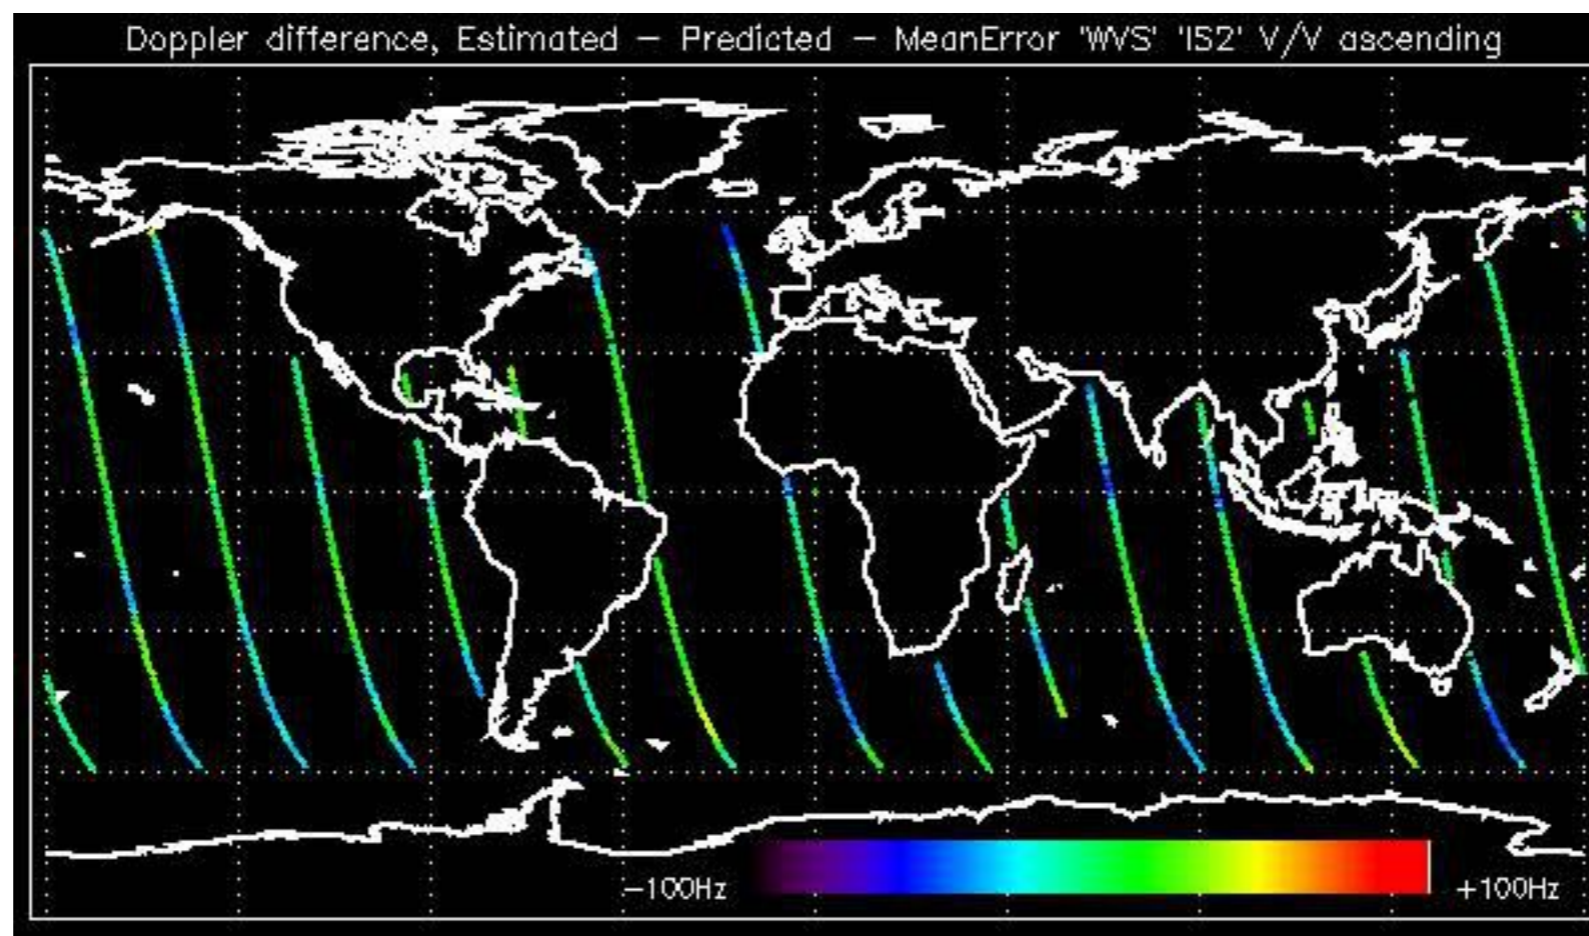 Doppler difference, Estimated - Predicted - MeanError 'WVS' 'IS2' V/V ascending
-100Hz
+100Hz